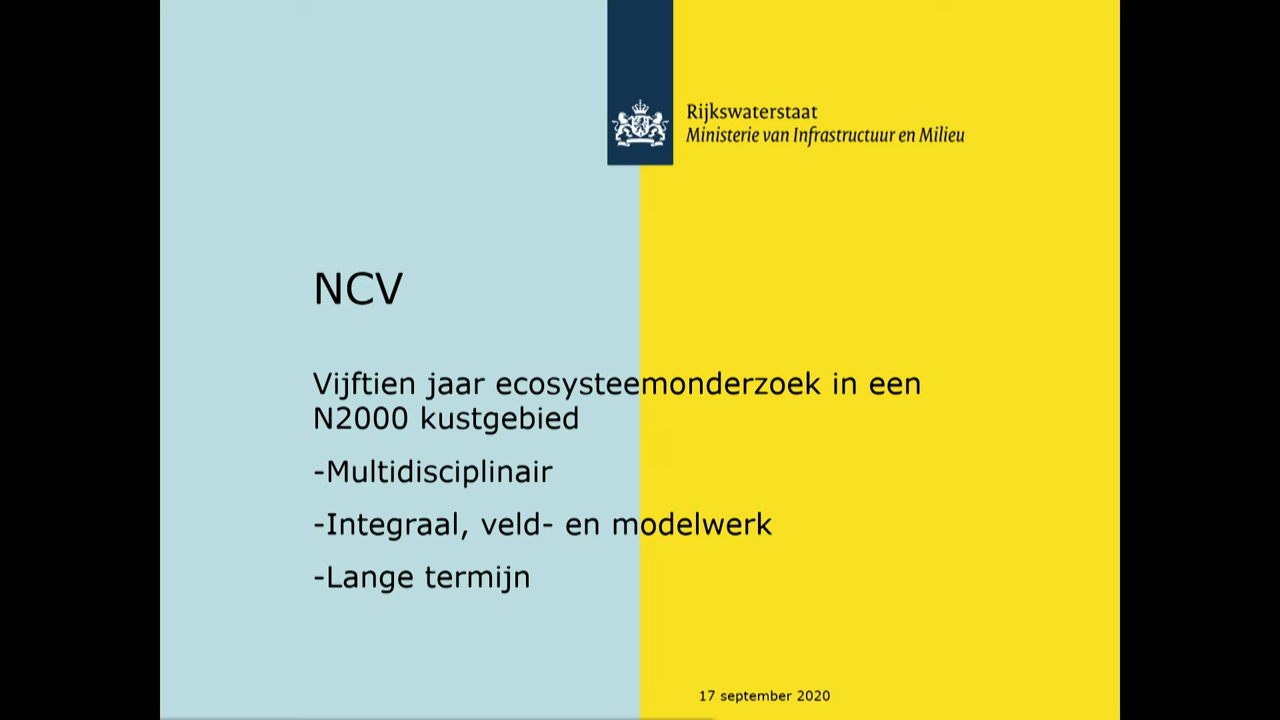 Rijkswaterstaat
Ministerie van Infrastructuur en Milieu
NCV
Vijftien jaar ecosysteemonderzoek in een
N2000 kustgebied
-Multidisciplinair
-Integraal, veld- en modelwerk
-Lange termijn
17 september 2020